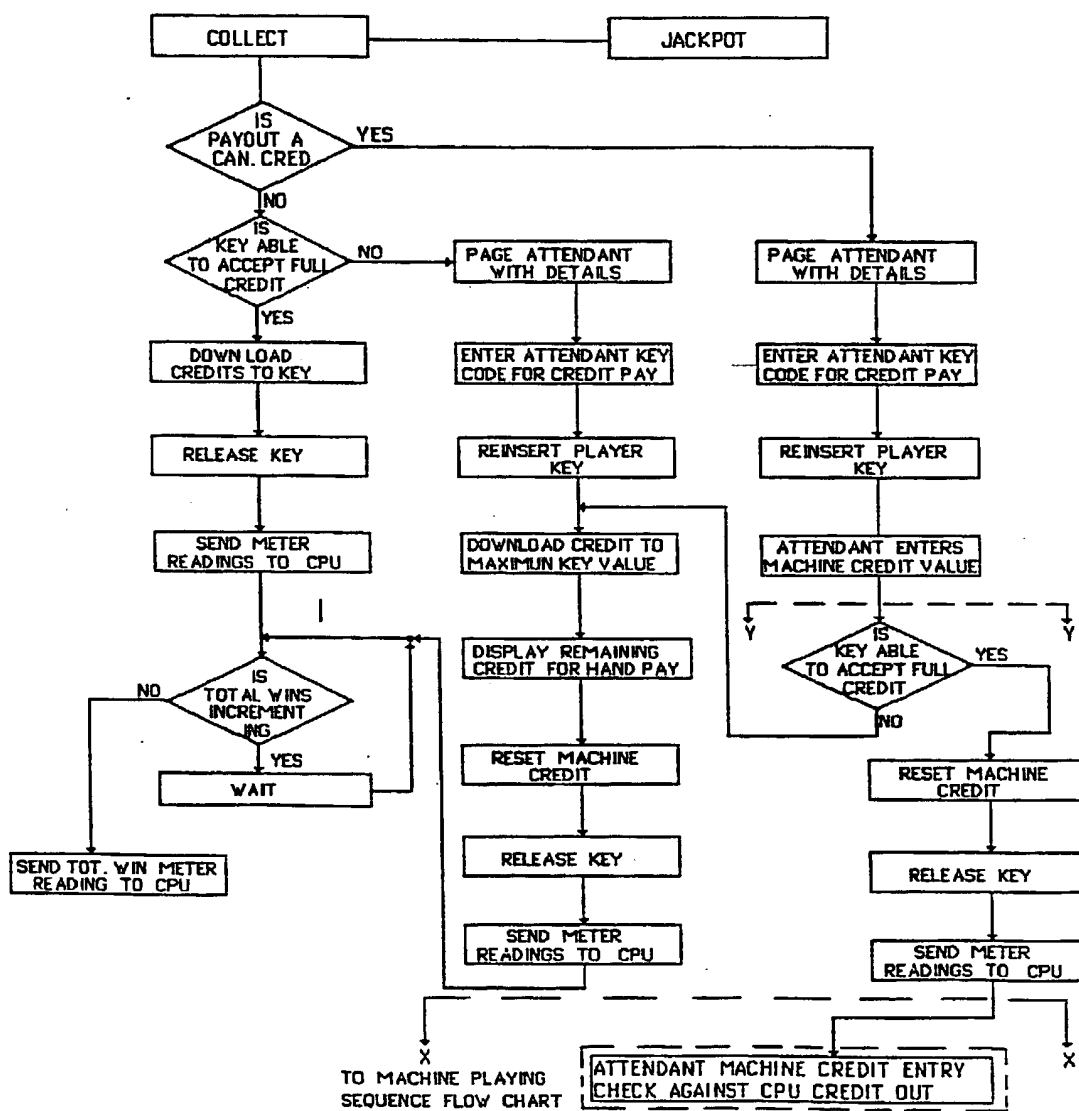 COLLECT
JACKPOT
IS
PAYOUT A
CAN. CRED
YES
NO
IS
KEY ABLE
TO ACCEPT FULL
CREDIT
NO
YES
PAGE ATTENDANT
WITH DETAILS
PAGE ATTENDANT
WITH DETAILS
DOWN LOAD
CREDITS TO KEY
ENTER ATTENDANT KEY
CODE FOR CREDIT PAY
ENTER ATTENDANT KEY
CODE FOR CREDIT PAY
RELEASE KEY
REINSERT PLAYER
KEY
REINSERT PLAYER
KEY
SEND METER
READINGS TO CPU
DOWNLOAD CREDIT TO
MAXIMUN KEY VALUE
ATTENDANT ENTERS
MACHINE CREDIT VALUE
Y
Y
IS
KEY ABLE
TO ACCEPT FULL
CREDIT
YES
NO
DISPLAY REMAINING
CREDIT FOR HAND PAY
IS
TOTAL WINS
INCREMENT
ING
NO
YES
WAIT
RESET MACHINE
CREDIT
RESET MACHINE
CREDIT
SEND TOT. WIN METER
READING TO CPU
RELEASE KEY
RELEASE KEY
SEND METER
READINGS TO CPU
SEND METER
READINGS TO CPU
X
X
TO MACHINE PLAYING
SEQUENCE FLOW CHART
ATTENDANT MACHINE CREDIT ENTRY
CHECK AGAINST CPU CREDIT OUT